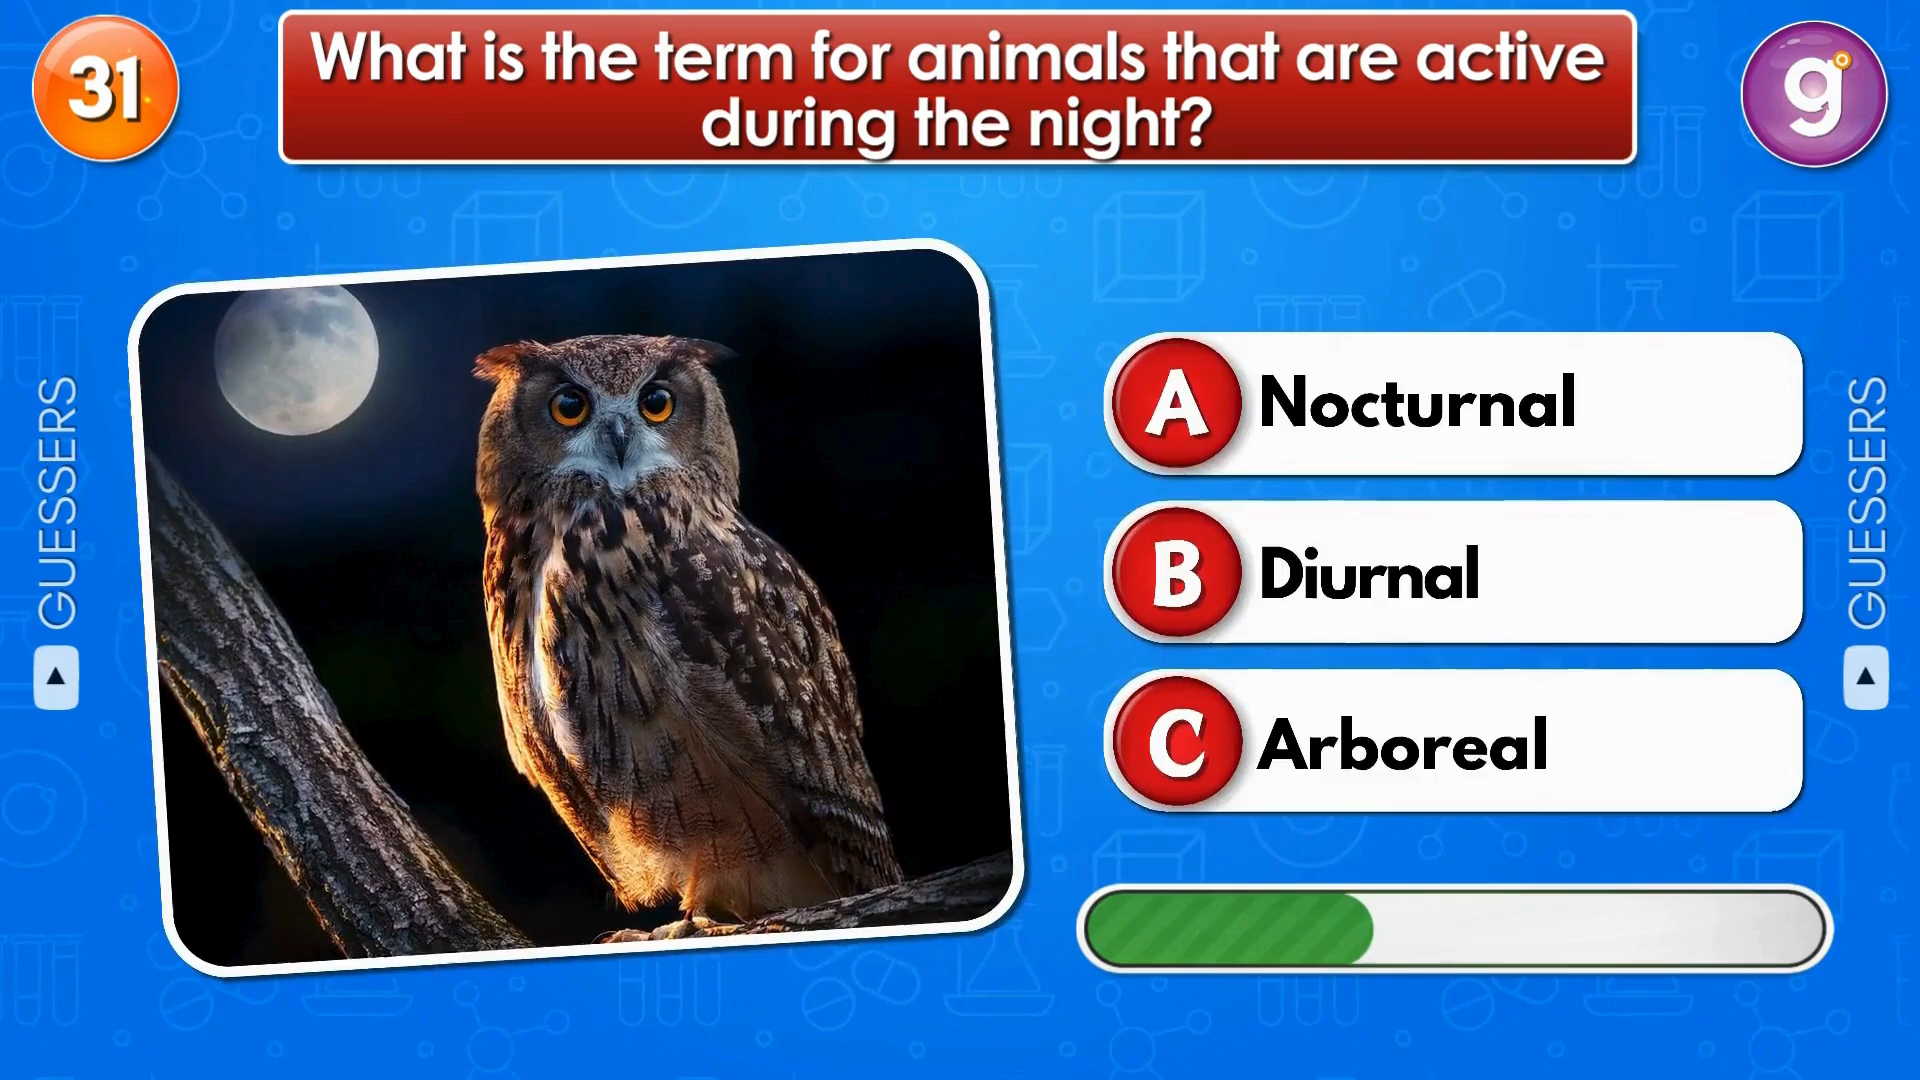 31
What is the term for animals that are active
during the night?
g
GUESSERS
A Nocturnal
B Diurnal
C Arboreal
GUESSERS